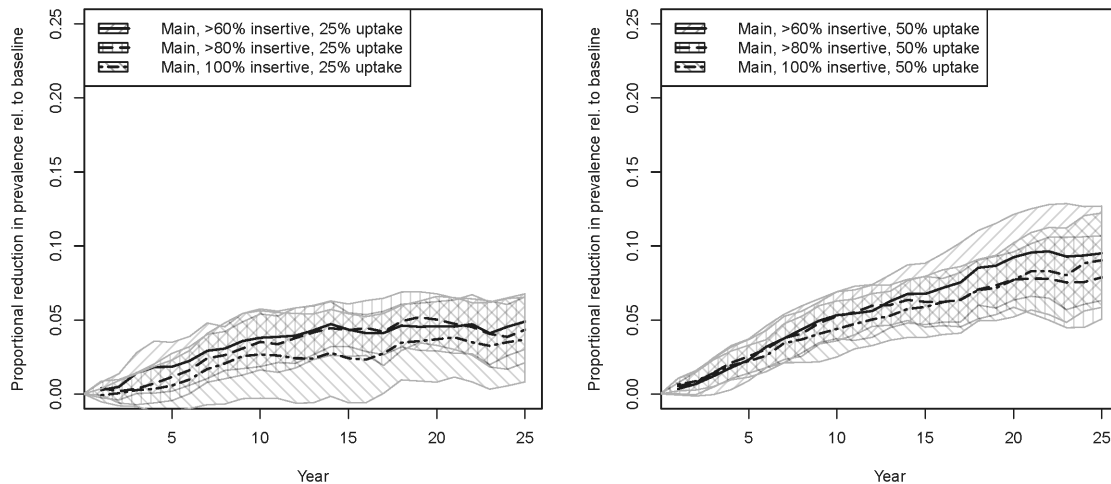 Proportional reduction in prevalence rel. to baseline
0.00 0.05 0.10 0.15 0.20 0.25
Main, >60% insertive, 25% uptake
Main, >80% insertive, 25% uptake
Main, 100% insertive, 25% uptake
5 10 15 20 25
Year
Proportional reduction in prevalence rel. to baseline
0.00 0.05 0.10 0.15 0.20 0.25
Main, >60% insertive, 50% uptake
Main, >80% insertive, 50% uptake
Main, 100% insertive, 50% uptake
5 10 15 20 25
Year